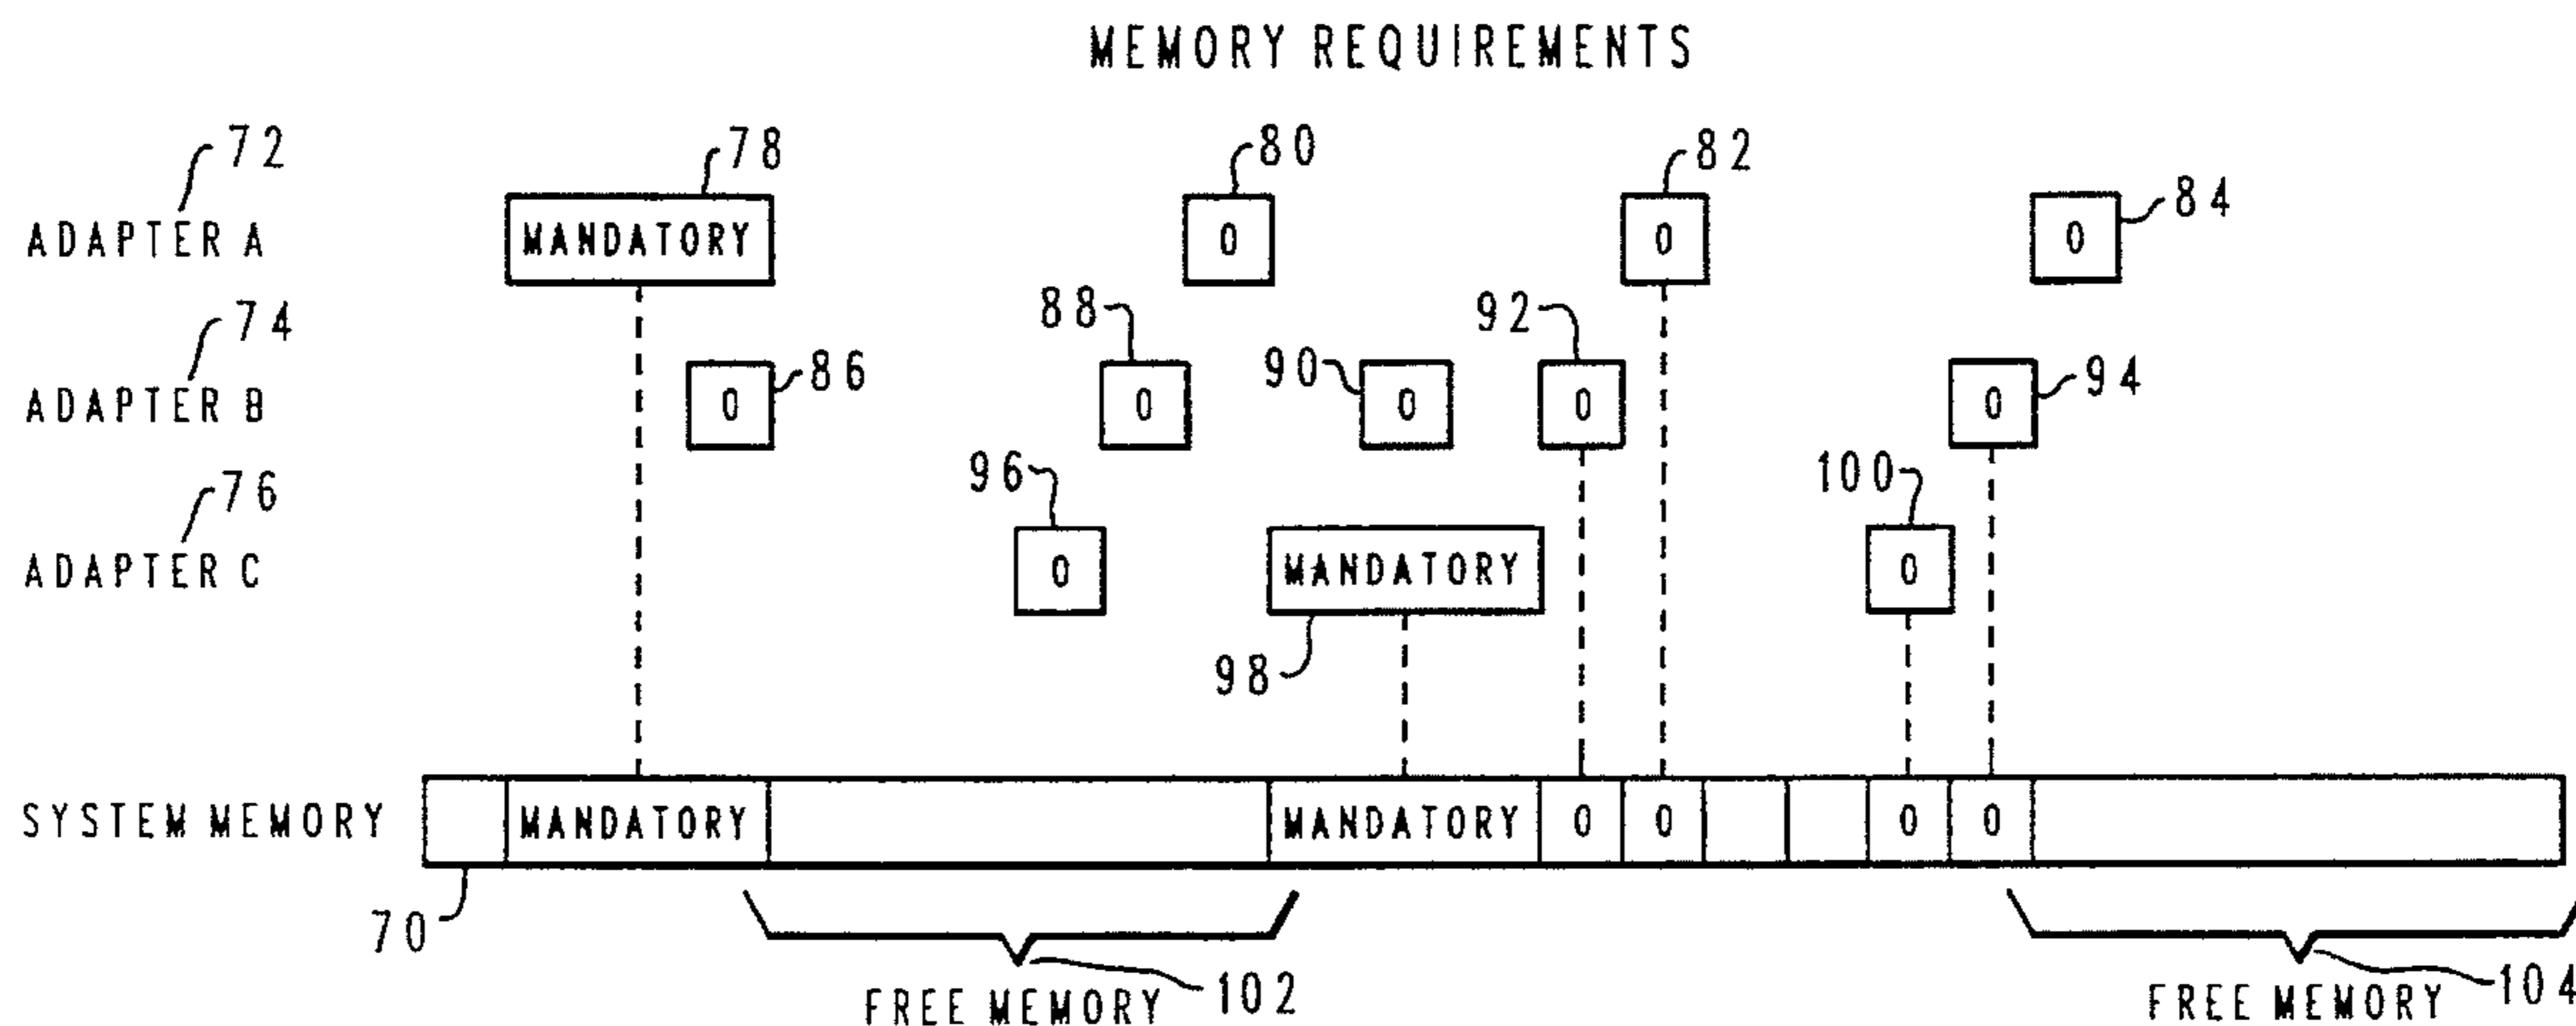 MEMORY REQUIREMENTS
72
78
80
82
84
ADAPTER A
MANDATORY
0
0
0
74
86
88
90
92
94
ADAPTER B
0
0
0
0
0
76
96
98
100
ADAPTER C
0
MANDATORY
0
SYSTEM MEMORY
MANDATORY
MANDATORY
0
0
0
0
70
FREE MEMORY
102
FREE MEMORY
104